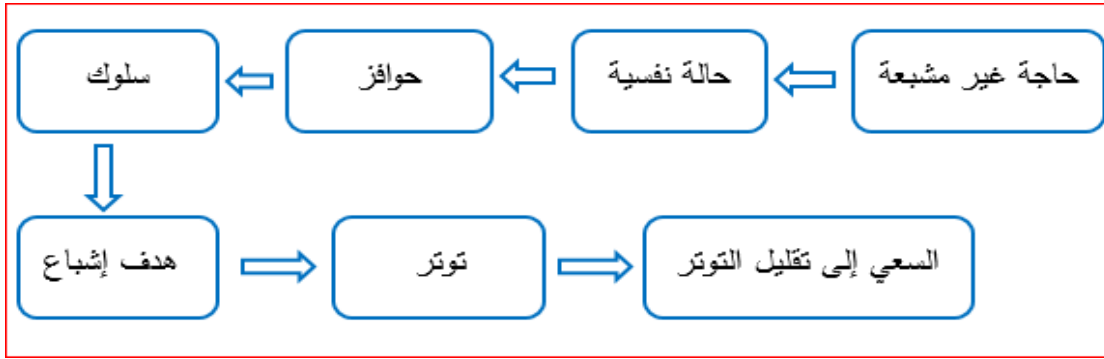 حاجة غير مشبعة
حالة نفسية
حوافز
سلوك
هدف إشباع
توتر
السعي إلى تقليل التوتر